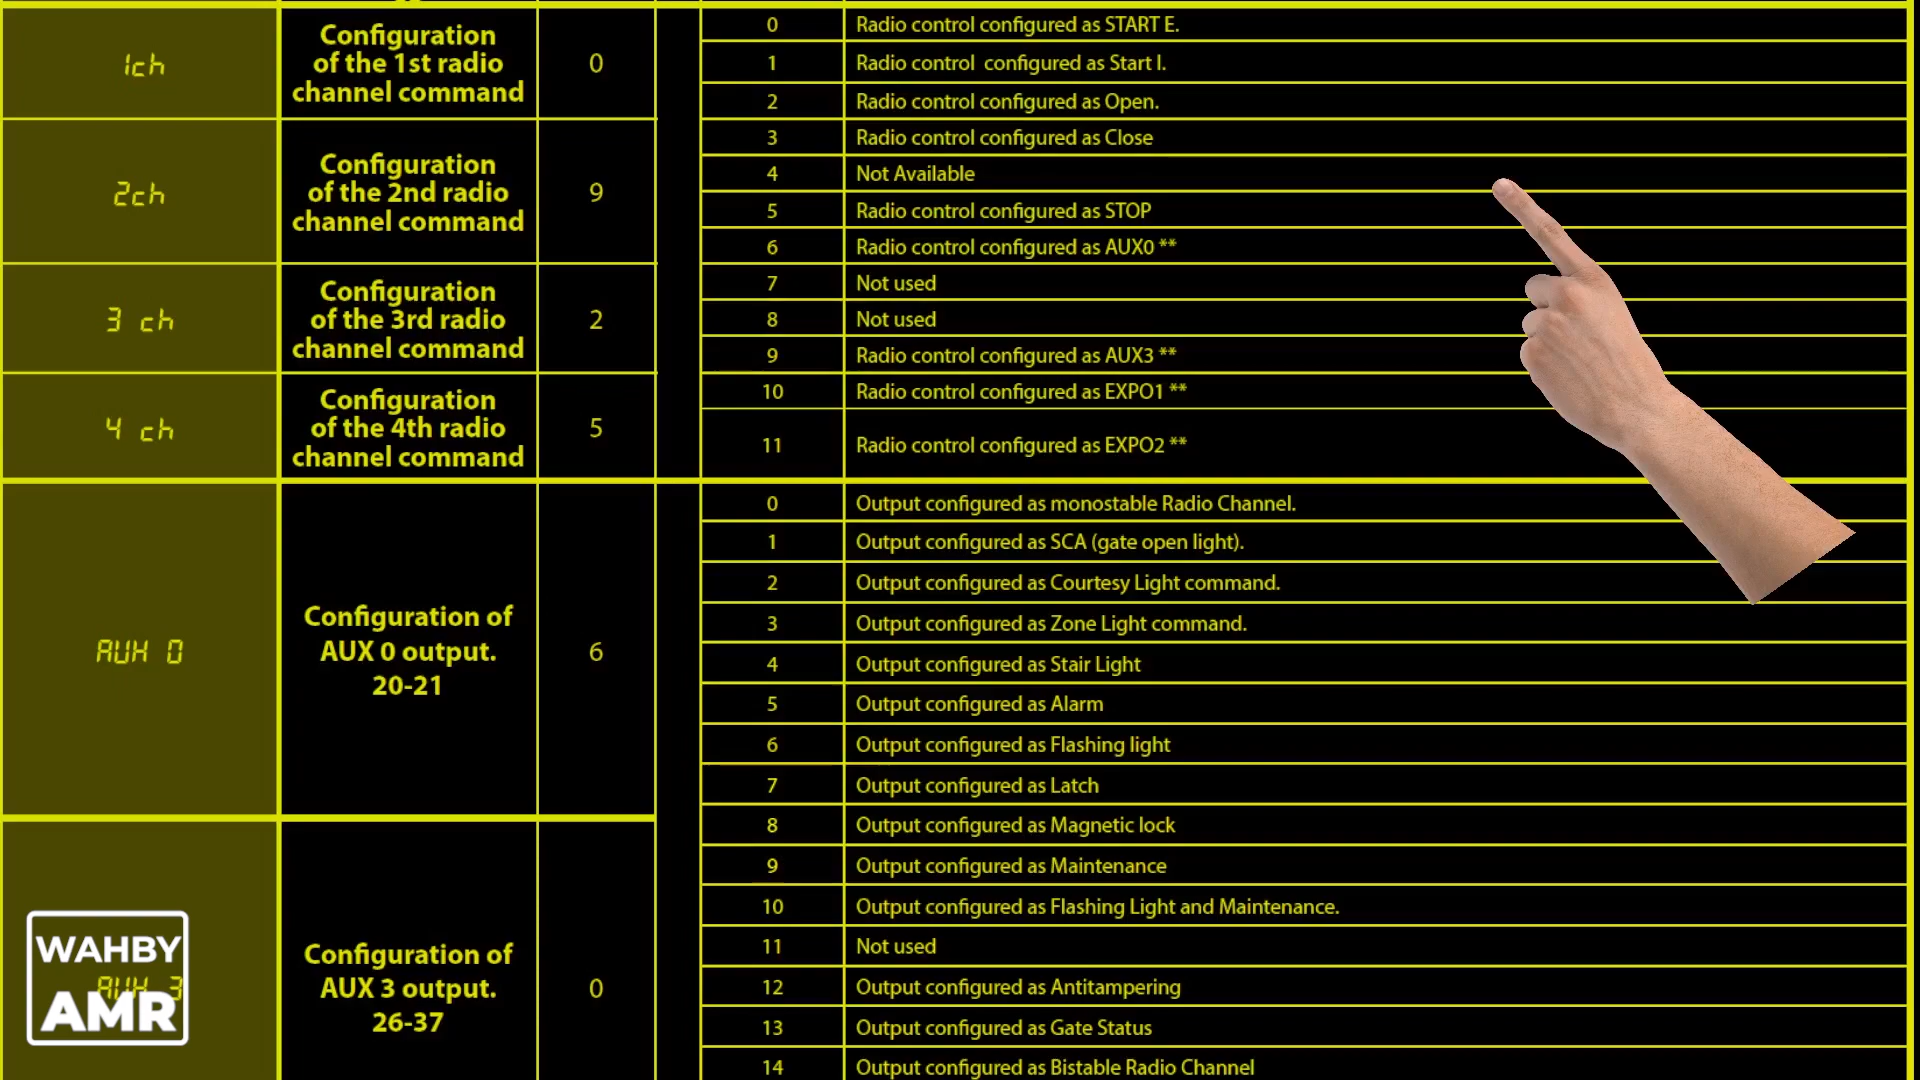 1ch
Configuration
of the 1st radio
channel command
0
0 Radio control configured as START E.
1 Radio control configured as Start I.
2 Radio control configured as Open.
2ch
Configuration
of the 2nd radio
channel command
9
3 Radio control configured as Close
4 Not Available
5 Radio control configured as STOP
6 Radio control configured as AUX0 **
3 ch
Configuration
of the 3rd radio
channel command
2
7 Not used
8 Not used
9 Radio control configured as AUX3 **
4 ch
Configuration
of the 4th radio
channel command
5
10 Radio control configured as EXPO1 **
11 Radio control configured as EXPO2 **
AUX 0
Configuration of
AUX 0 output.
20-21
6
0 Output configured as monostable Radio Channel.
1 Output configured as SCA (gate open light).
2 Output configured as Courtesy Light command.
3 Output configured as Zone Light command.
4 Output configured as Stair Light
5 Output configured as Alarm
6 Output configured as Flashing light
7 Output configured as Latch
AUX 3
Configuration of
AUX 3 output.
26-37
0
8 Output configured as Magnetic lock
9 Output configured as Maintenance
10 Output configured as Flashing Light and Maintenance.
11 Not used
12 Output configured as Antitampering
13 Output configured as Gate Status
14 Output configured as Bistable Radio Channel
WAHBY
AMR